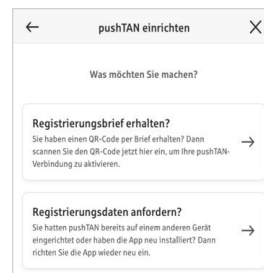 pushTAN einrichten
Was möchten Sie machen?
Registrierungsbrief erhalten?
Sie haben einen QR-Code per Brief erhalten? Dann
scannen Sie den QR-Code jetzt hier ein, um Ihre pushTAN-
Verbindung zu aktivieren.
Registrierungsdaten anfordern?
Sie hatten pushTAN bereits auf einem anderen Gerät
eingerichtet oder haben die App neu installiert? Dann
richten Sie die App wieder neu ein.